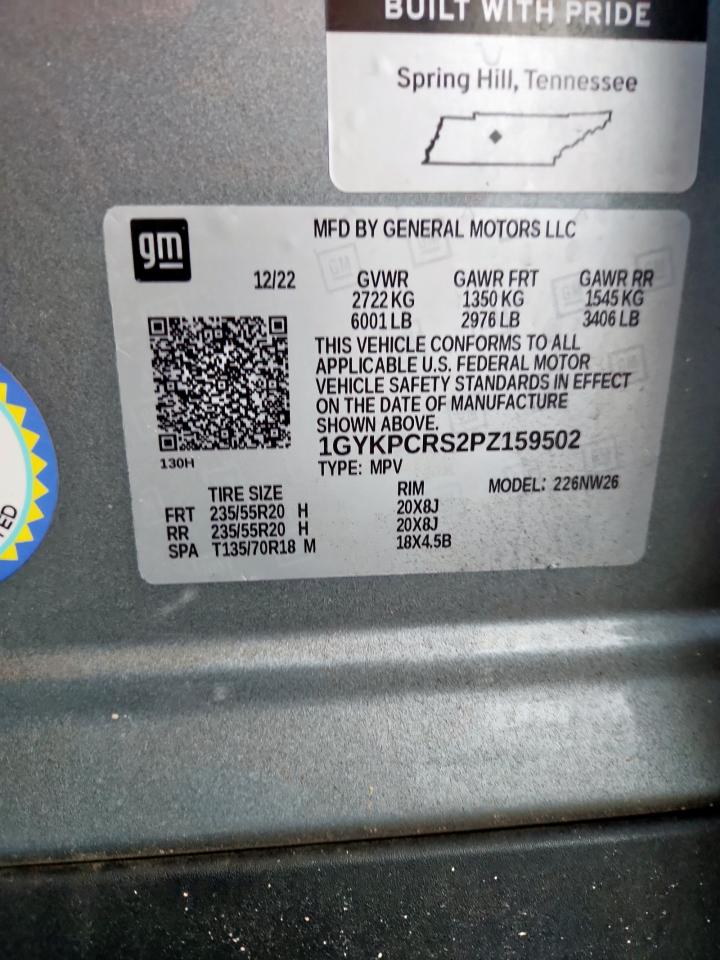 BUILT WITH PRIDE
Spring Hill, Tennessee
gm
MFD BY GENERAL MOTORS LLC
12/22 GVWR GAWR FRT GAWR RR
2722 KG 1350 KG 1545 KG
6001 LB 2976 LB 3406 LB
THIS VEHICLE CONFORMS TO ALL
APPLICABLE U.S. FEDERAL MOTOR
VEHICLE SAFETY STANDARDS IN EFFECT
ON THE DATE OF MANUFACTURE
SHOWN ABOVE.
1GYKPCRS2PZ159502
130H
TYPE: MPV
TIRE SIZE RIM MODEL: 226NW26
FRT 235/55R20 H 20X8J
RR 235/55R20 H 20X8J
SPA T135/70R18 M 18X4.5B